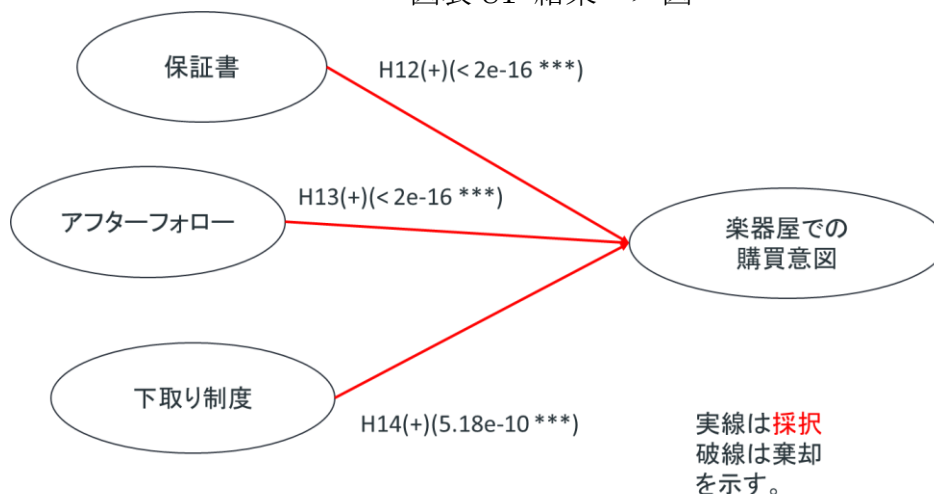 保証書
H12(+)(< 2e-16 ***)
アフターフォロー
H13(+)(< 2e-16 ***)
楽器屋での
購買意図
下取り制度
H14(+)(5.18e-10 ***)
実線は採択
破線は棄却
を示す。